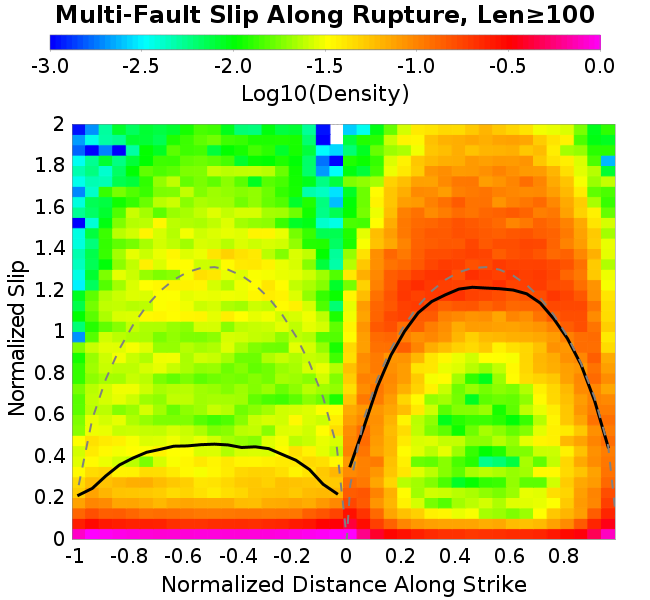 Multi-Fault Slip Along Rupture, Len≥100
-3.0 -2.5 -2.0 -1.5 -1.0 -0.5 0.0
Log10(Density)
2
1.8
1.6
1.4
1.2
1
0.8
0.6
0.4
0.2
0
Normalized Slip
-1 -0.8 -0.6 -0.4 -0.2 0 0.2 0.4 0.6 0.8
Normalized Distance Along Strike